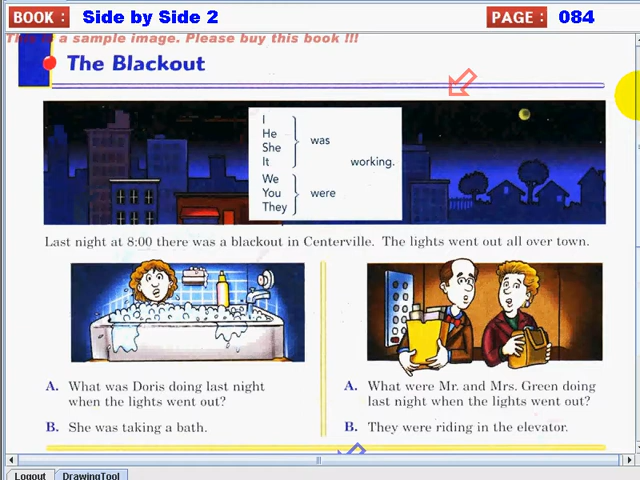 BOOK : Side by Side 2 PAGE : 084
This is a sample image. Please buy this book !!!
The Blackout
I
He
She
It
was
We
You
They
were
working.
Last night at 8:00 there was a blackout in Centerville. The lights went out all over town.
A. What was Doris doing last night
when the lights went out?
B. She was taking a bath.
A. What were Mr. and Mrs. Green doing
last night when the lights went out?
B. They were riding in the elevator.
Logout DrawingTool